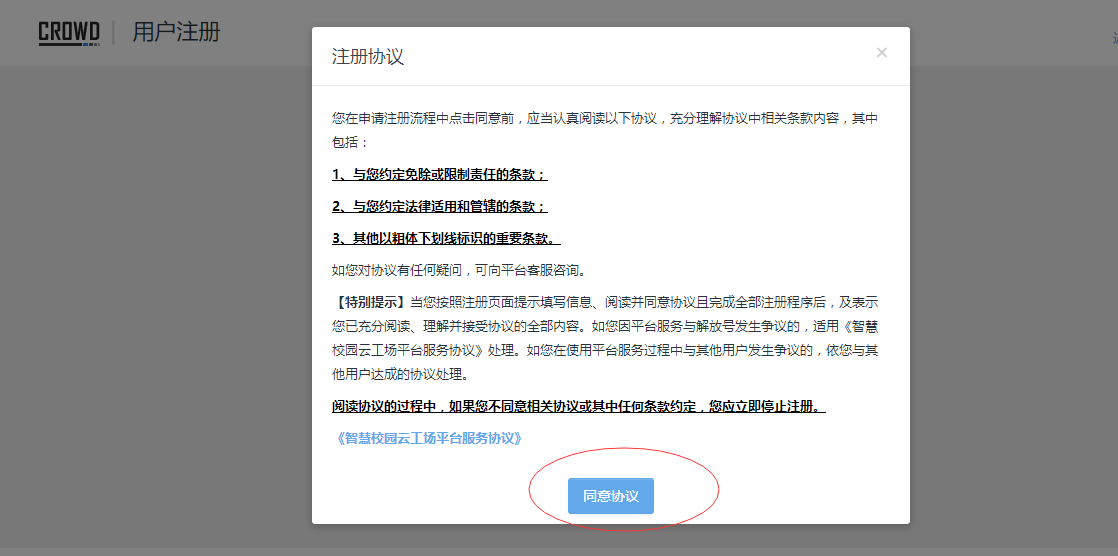 CROWD
用户注册
注册协议
×
您在申请注册流程中点击同意前，应当认真阅读以下协议，充分理解协议中相关条款内容，其中
包括：
1、与您约定免除或限制责任的条款；
2、与您约定法律适用和管辖的条款；
3、其他以粗体下划线标识的重要条款。
如您对协议有任何疑问，可向平台客服咨询。
【特别提示】当您按照注册页面提示填写信息、阅读并同意协议且完成全部注册程序后，及表示
您已充分阅读、理解并接受协议的全部内容。如您因平台服务与解放号发生争议的，适用《智慧
校园云工场平台服务协议》处理。如您在使用平台服务过程中与其他用户发生争议的，依您与其
他用户达成的协议处理。
阅读协议的过程中，如果您不同意相关协议或其中任何条款约定，您应立即停止注册。
《智慧校园云工场平台服务协议》
同意协议